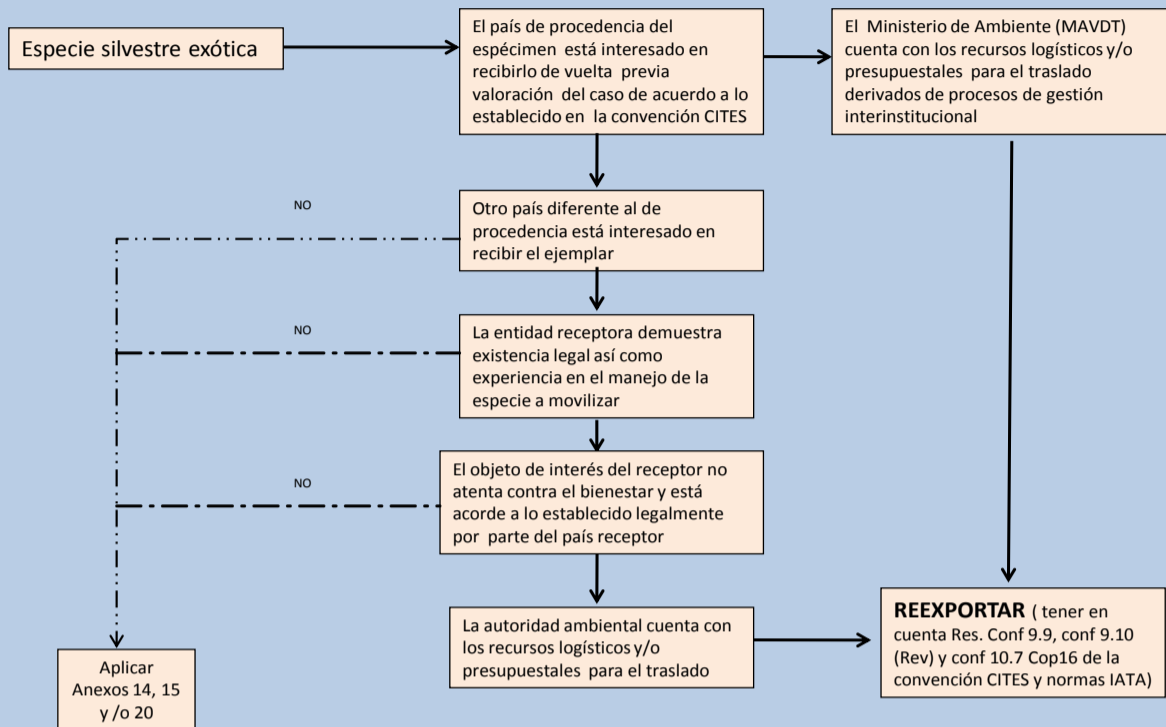 Especie silvestre exótica
El país de procedencia del
espécimen está interesado en
recibirlo de vuelta previa
valoración del caso de acuerdo a lo
establecido en la convención CITES
El Ministerio de Ambiente (MAVDT)
cuenta con los recursos logísticos y/o
presupuestales para el traslado
derivados de procesos de gestión
interinstitucional
NO
Otro país diferente al de
procedencia está interesado en
recibir el ejemplar
NO
La entidad receptora demuestra
existencia legal así como
experiencia en el manejo de la
especie a movilizar
NO
El objeto de interés del receptor no
atenta contra el bienestar y está
acorde a lo establecido legalmente
por parte del país receptor
La autoridad ambiental cuenta con
los recursos logísticos y/o
presupuestales para el traslado
REEXPORTAR ( tener en
cuenta Res. Conf 9.9, conf 9.10
(Rev) y conf 10.7 Cop16 de la
convención CITES y normas IATA)
Aplicar
Anexos 14, 15
y /o 20